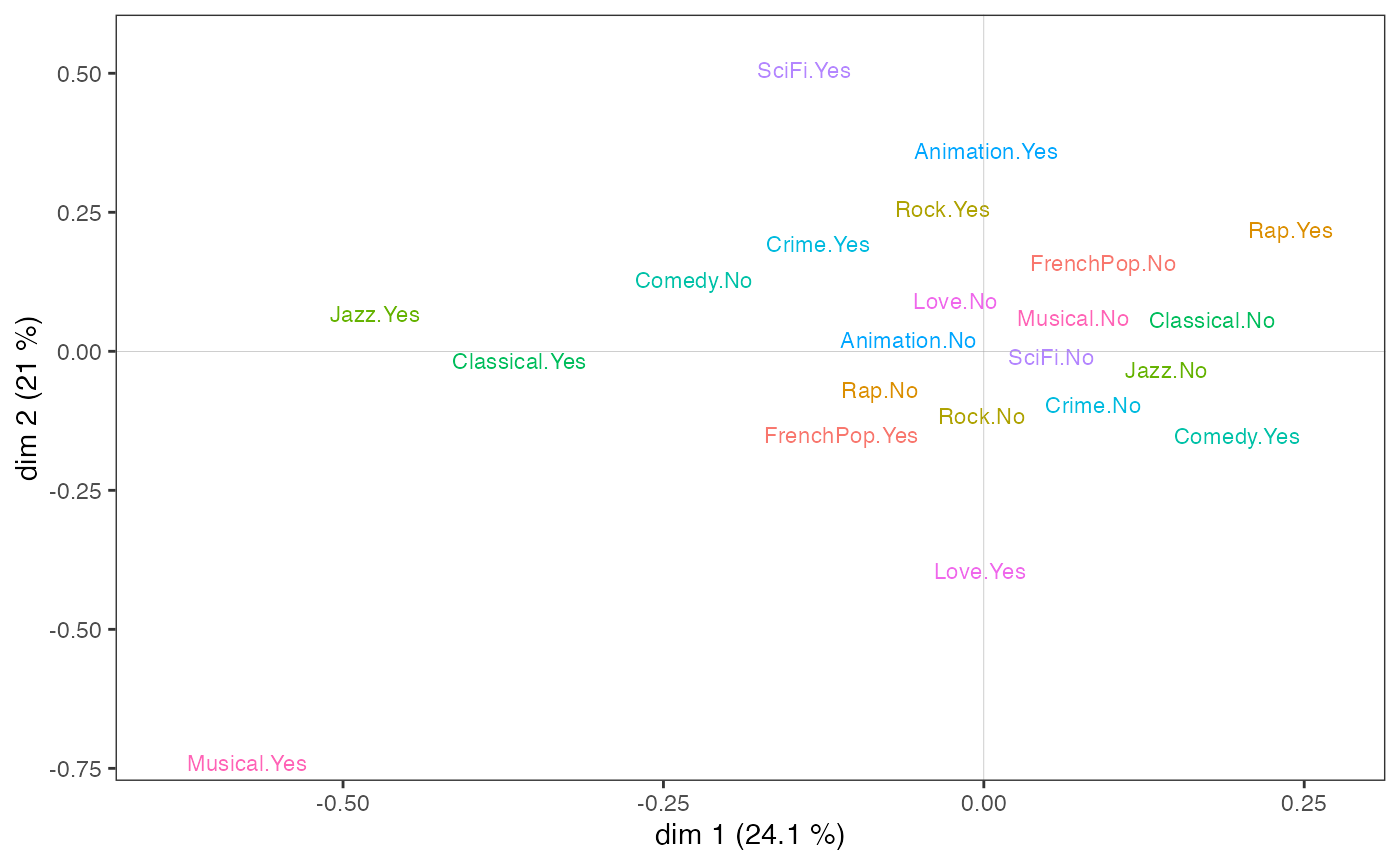 0.50
0.25
0.00
-0.25
-0.50
-0.75
dim 2 (21 %)
SciFi.Yes
Animation.Yes
Rock.Yes
Rap.Yes
Crime.Yes
FrenchPop.No
Comedy.No
Love.No
Jazz.Yes
Musical.No
Classical.No
Animation.No
SciFi.No
Classical.Yes
Jazz.No
Rap.No
Crime.No
Rock.No
FrenchPop.Yes
Comedy.Yes
Love.Yes
Musical.Yes
-0.50
-0.25
0.00
0.25
dim 1 (24.1 %)